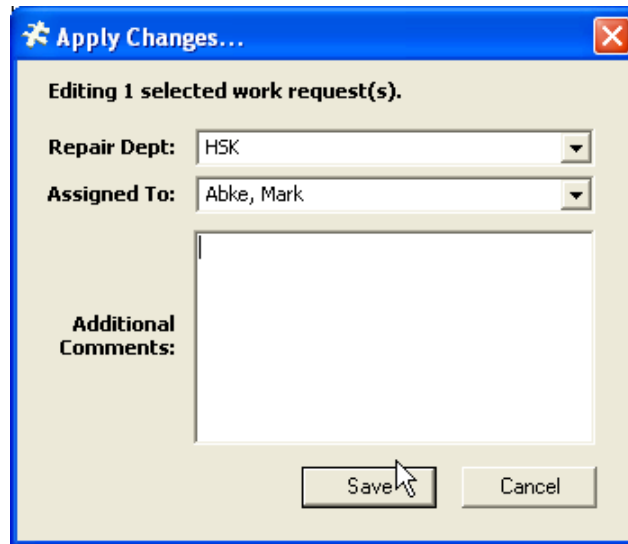 Apply Changes...
Editing 1 selected work request(s).
Repair Dept: HSK
Assigned To: Abke, Mark
Additional
Comments:
Save Cancel